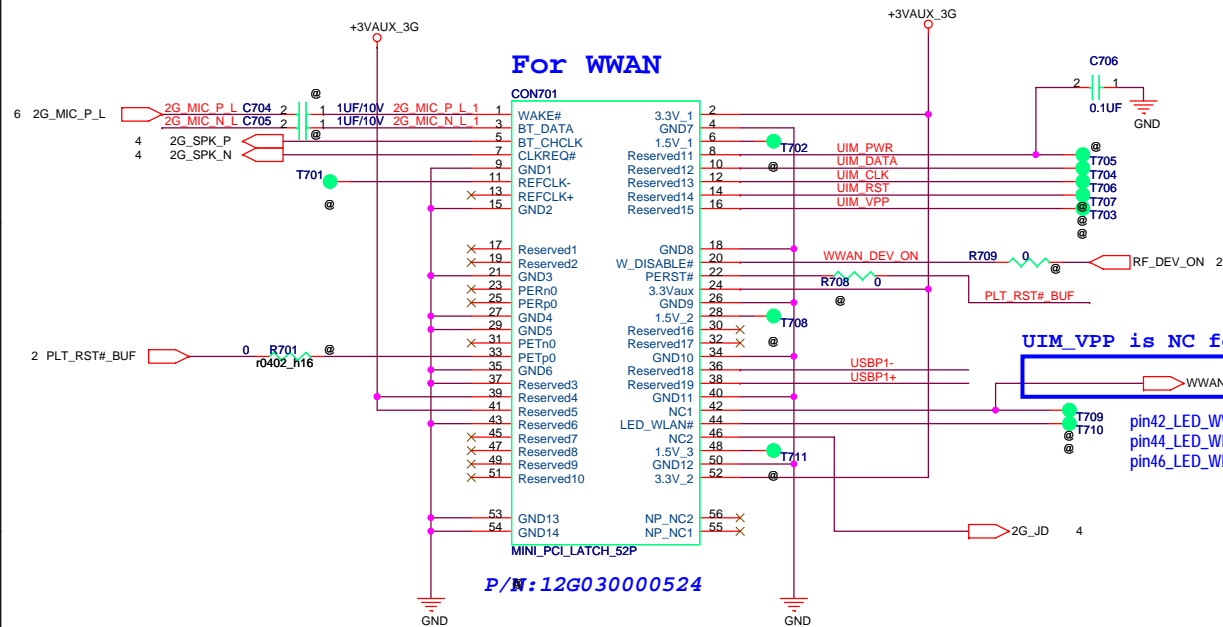 +3VAUX_3G
+3VAUX_3G
For WWAN
CON701
C706
2 1
0.1UF
GND
6 2G_MIC_P_L
2G_MIC_P_L C704 2 1 1UF/10V 2G_MIC_P_L_1
2G_MIC_N_L C705 2 1 1UF/10V 2G_MIC_N_L_1
@
@
4 2G_SPK_P
4 2G_SPK_N
T701
@
1 WAKE#
3 BT_DATA
5 BT_CHCLK
7 CLKREQ#
9 GND1
11 REFCLK-
13 REFCLK+
15 GND2
17 Reserved1
19 Reserved2
21 GND3
23 PERn0
25 PERp0
27 GND4
29 GND5
31 PETn0
33 PETp0
35 GND6
37 Reserved3
39 Reserved4
41 Reserved5
43 Reserved6
45 Reserved7
47 Reserved8
49 Reserved9
51 Reserved10
53 GND13
54 GND14
3.3V_1 2
GND7 4
1.5V_1 6
Reserved11 8
Reserved12 10
Reserved13 12
Reserved14 14
Reserved15 16
GND8 18
W_DISABLE# 20
PERST# 22
3.3Vaux 24
GND9 26
1.5V_2 28
Reserved16 30
Reserved17 32
GND10 34
Reserved18 36
Reserved19 38
GND11 40
NC1 42
LED_WLAN# 44
NC2 46
1.5V_3 48
GND12 50
3.3V_2 52
NP_NC2 56
NP_NC1 55
MINI_PCI_LATCH_52P
P/N:12G030000524
@
2 PLT_RST#_BUF
0 R701 @
r0402_h16
GND
T702
@
UIM_PWR
UIM_DATA
UIM_CLK
UIM_RST
UIM_VPP
@
T705
T704
T706
T707
T703
@
@
@
WWAN_DEV_ON
R709 0
@
RF_DEV_ON 2
R708 0
@
PLT_RST#_BUF
T708
@
UIM_VPP is NC f
USBP1-
USBP1+
WWAN
T709
T710
@
@
pin42_LED_W
pin44_LED_W
pin46_LED_W
T711
@
2G_JD 4
GND